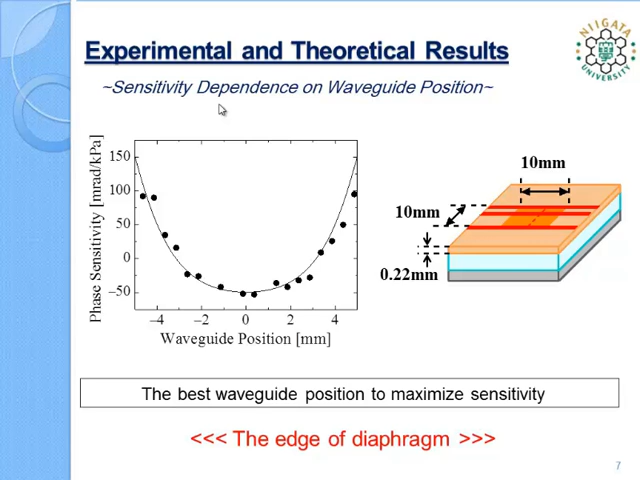 Experimental and Theoretical Results
~Sensitivity Dependence on Waveguide Position~
NIIGATA
UNIVERSITY
Phase Sensitivity [mrad/kPa]
150
100
50
0
−50
−4 −2 0 2 4
Waveguide Position [mm]
10mm
10mm
0.22mm
The best waveguide position to maximize sensitivity
<<< The edge of diaphragm >>>
7